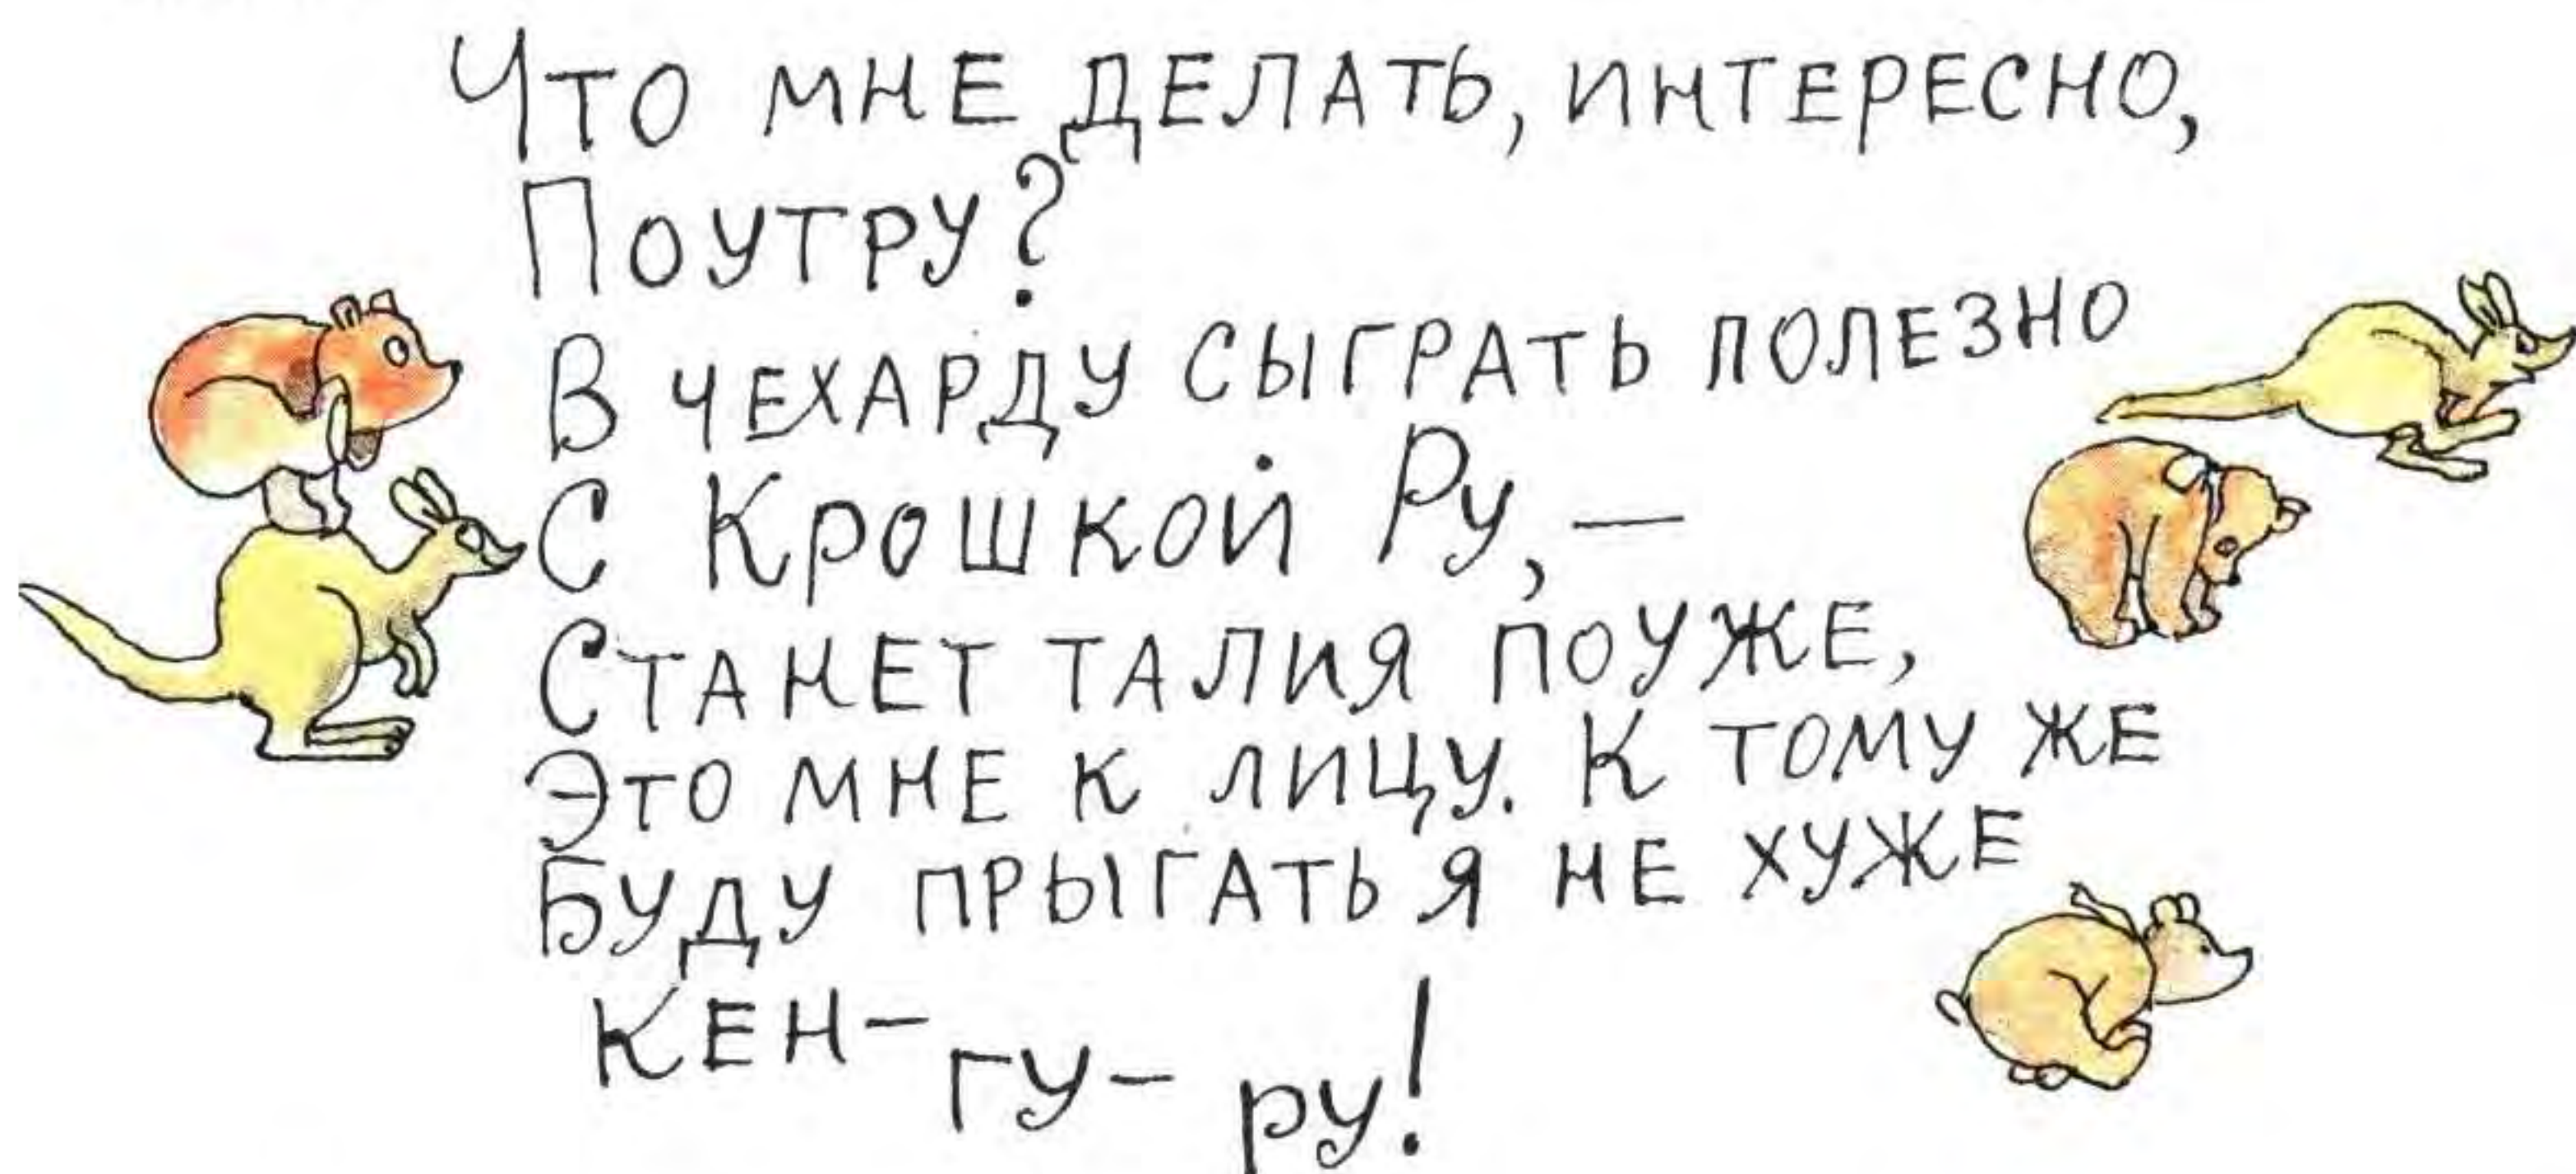 Что мне делать, интересно,
Поутру?
В чехарду сыграть полезно
С Крошкой Ру,—
Станет талия поуже,
Это мне к лицу. К тому же
Буду прыгать я не хуже
Кен-гу-ру!